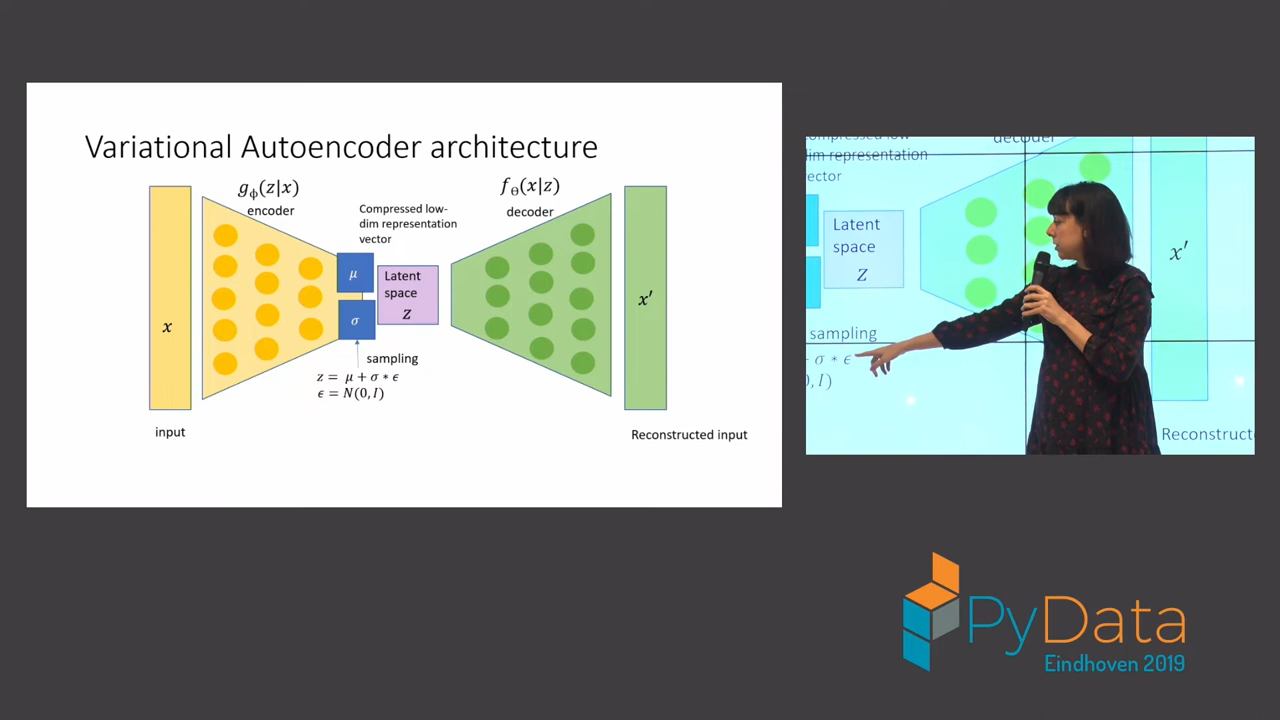 Variational Autoencoder architecture
g_ϕ(z|x)
encoder
f_Θ(x|z)
decoder
Compressed low-
dim representation
vector
x
μ
σ
Latent
space
z
x′
sampling
z = μ + σ * ϵ
ϵ = N(0, I)
input
Reconstructed input
compressed low-
dim representation
vector
decoder
Latent
space
z
x′
sampling
+ σ * ϵ
0, I)
Reconstructe
PyData
Eindhoven 2019